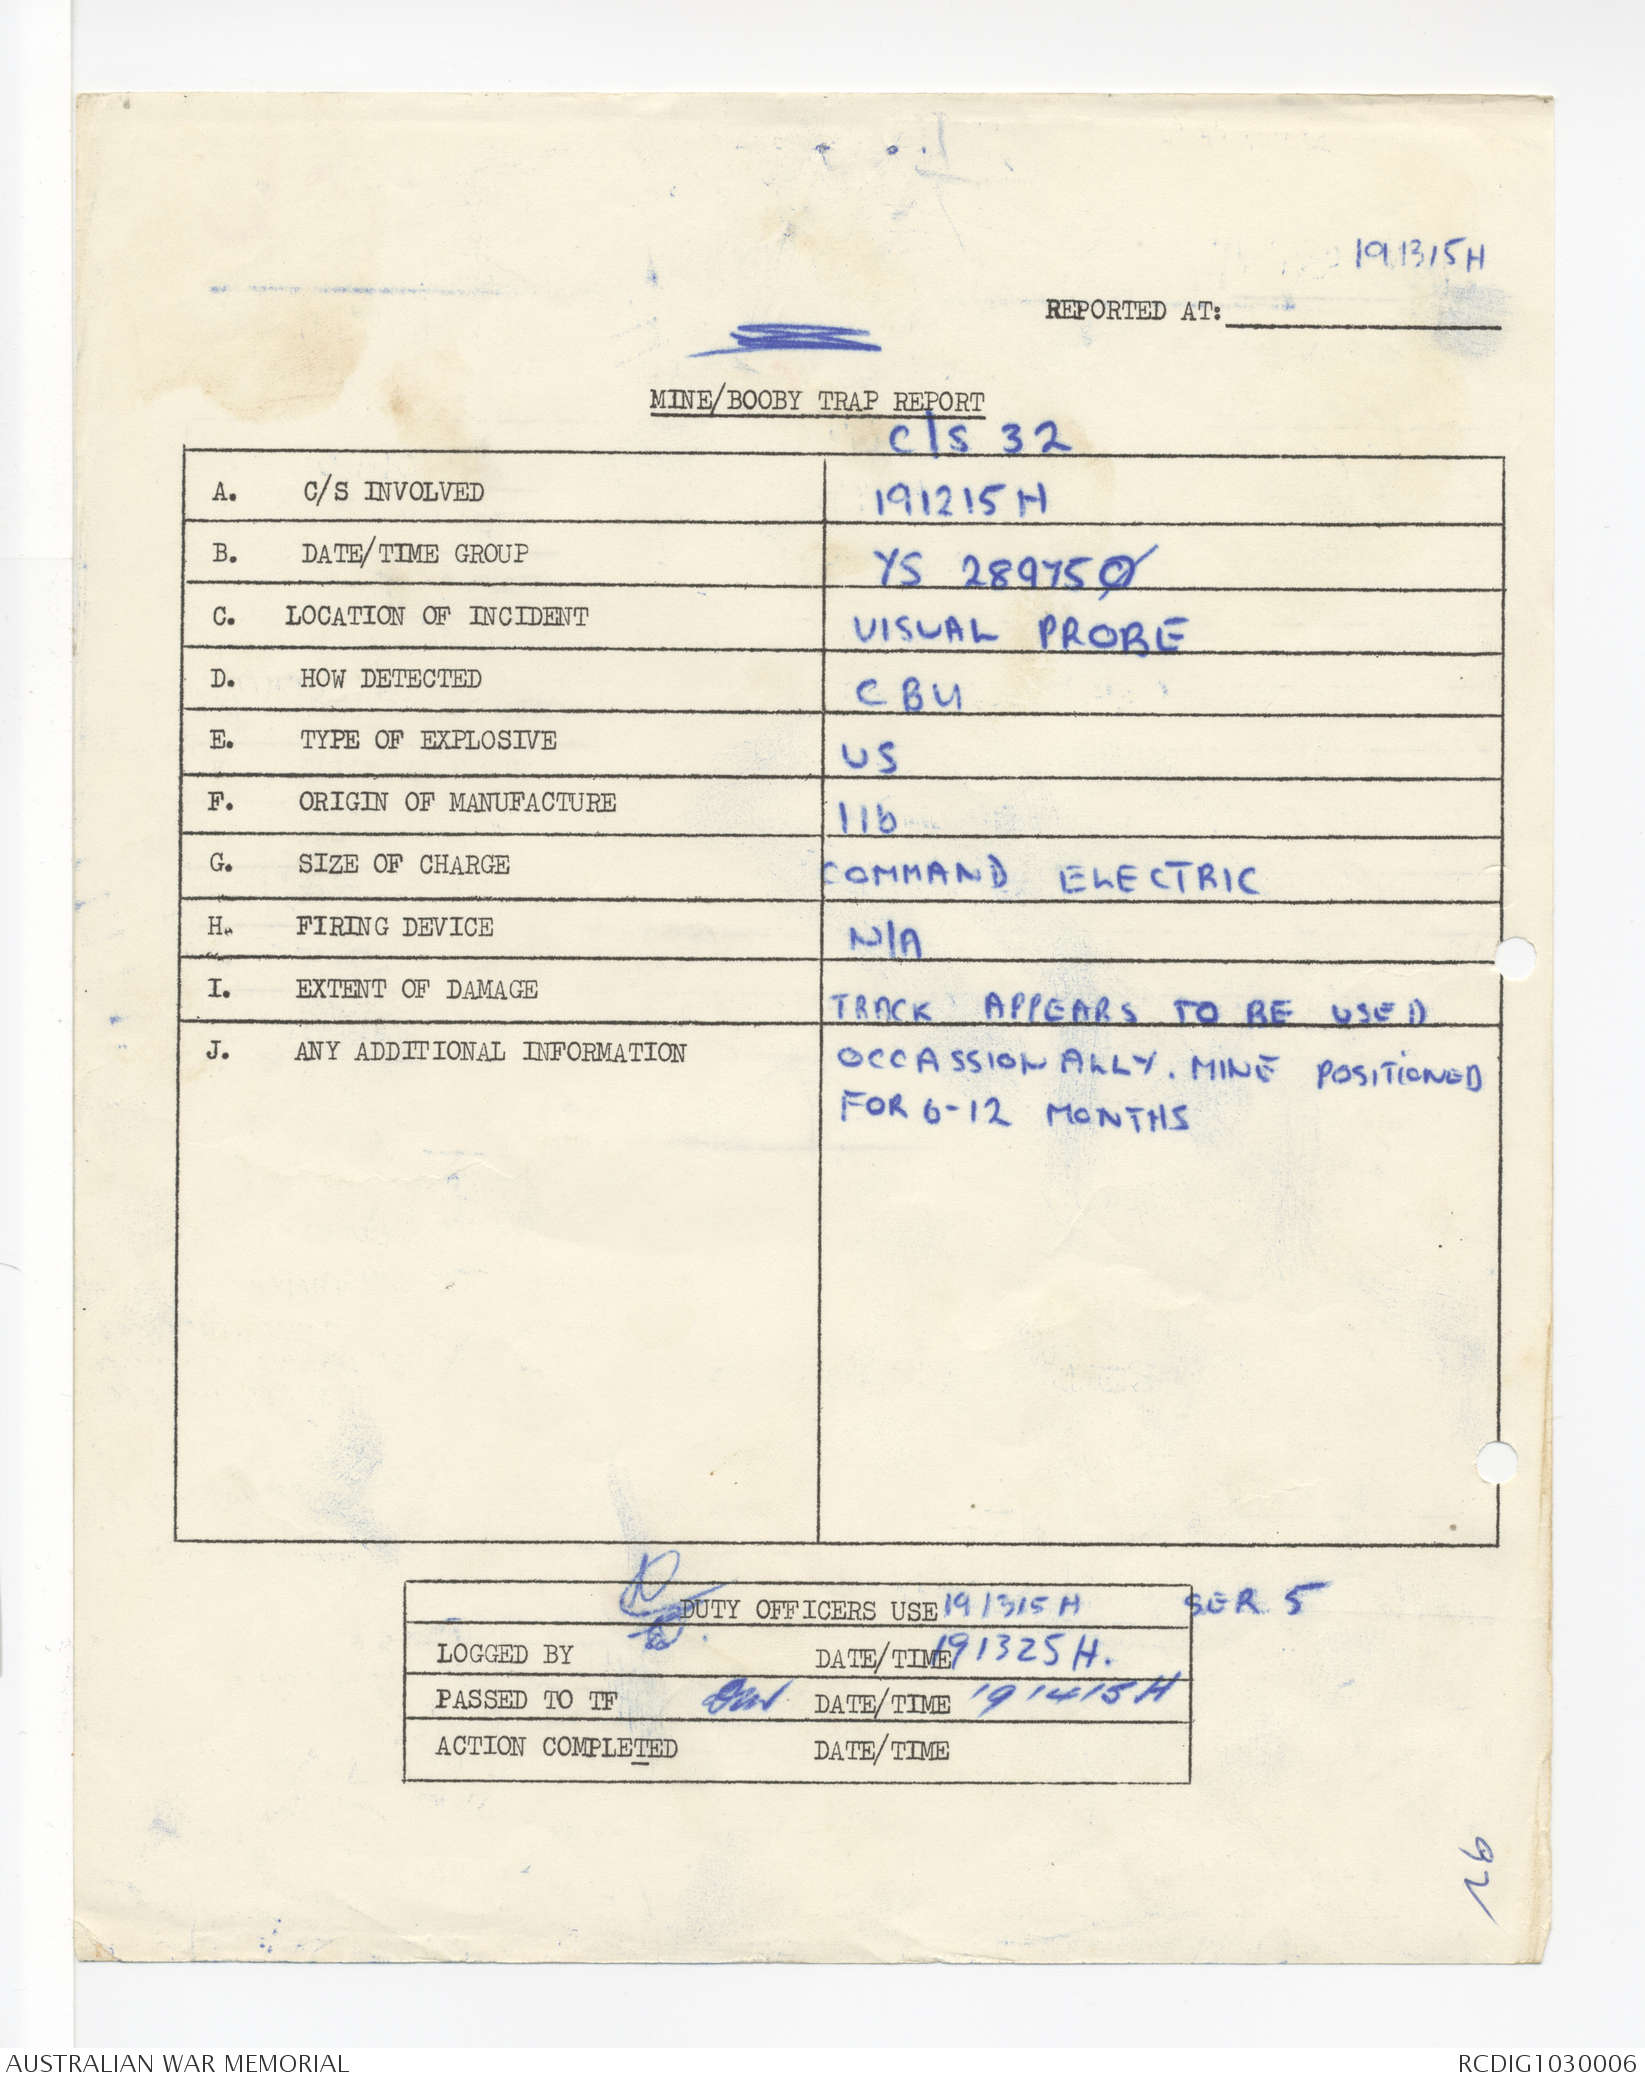 191315H
REPORTED AT:
MINE/BOOBY TRAP REPORT
C/S 32
A. C/S INVOLVED 191215H
B. DATE/TIME GROUP YS 289750
C. LOCATION OF INCIDENT VISUAL PROBE
D. HOW DETECTED CBU
E. TYPE OF EXPLOSIVE US
F. ORIGIN OF MANUFACTURE 1lb
G. SIZE OF CHARGE COMMAND ELECTRIC
H. FIRING DEVICE N/A
I. EXTENT OF DAMAGE TRACK APPEARS TO BE USED
J. ANY ADDITIONAL INFORMATION OCCASSIONALLY. MINE POSITIONED
FOR 6-12 MONTHS
DUTY OFFICERS USE 191315H SER 5
LOGGED BY DATE/TIME 191325H.
PASSED TO TF DATE/TIME 191415H
ACTION COMPLETED DATE/TIME
AUSTRALIAN WAR MEMORIAL RCDIG1030006